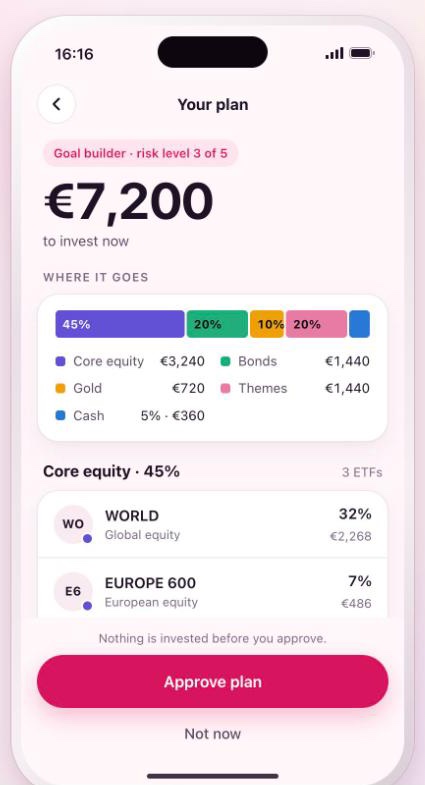 16:16
Your plan
Goal builder · risk level 3 of 5
€7,200
to invest now
WHERE IT GOES
45% 20% 10% 20%
Core equity €3,240 Bonds €1,440
Gold €720 Themes €1,440
Cash 5% · €360
Core equity · 45% 3 ETFs
WO WORLD 32%
Global equity €2,268
E6 EUROPE 600 7%
European equity €486
Nothing is invested before you approve.
Approve plan
Not now